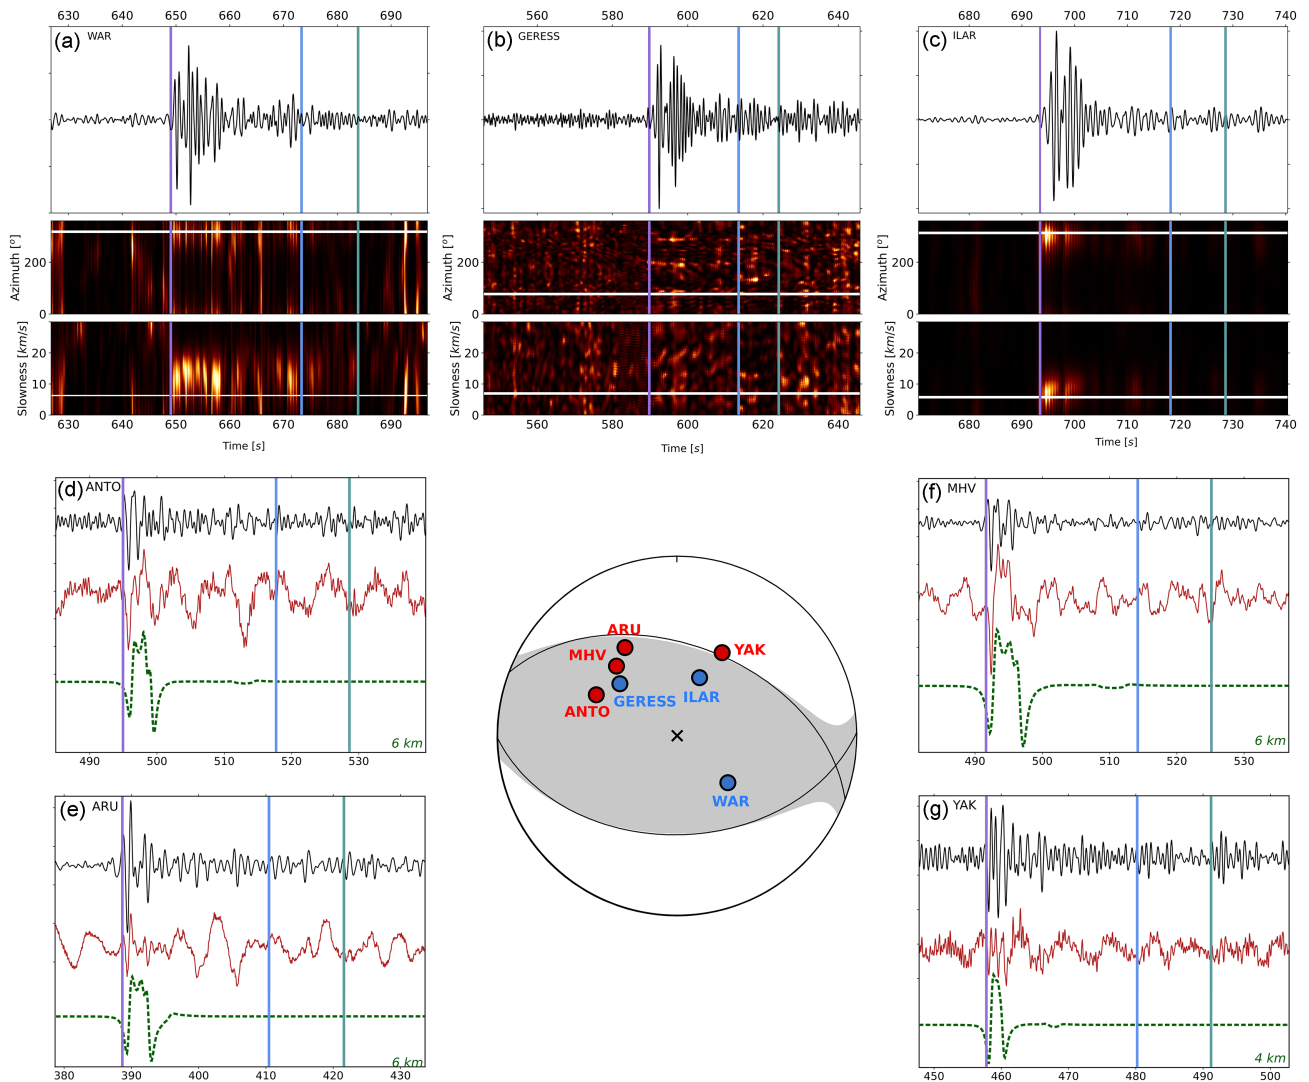 630 640 650 660 670 680 690
(a) WAR
200
0
Azimuth [°]
20
10
0
Slowness [km/s]
630 640 650 660 670 680 690
Time [s]
560 580 600 620 640
(b) GERESS
200
0
Azimuth [°]
20
10
0
Slowness [km/s]
560 580 600 620 640
Time [s]
680 690 700 710 720 730 740
(c) ILAR
200
0
Azimuth [°]
20
10
0
Slowness [km/s]
680 690 700 710 720 730 740
Time [s]
(d) ANTO
6 km
490 500 510 520 530
(e) ARU
6 km
380 390 400 410 420 430
ARU
YAK
MHV
GERESS
ILAR
ANTO
WAR
(f) MHV
6 km
490 500 510 520 530
(g) YAK
4 km
450 460 470 480 490 500